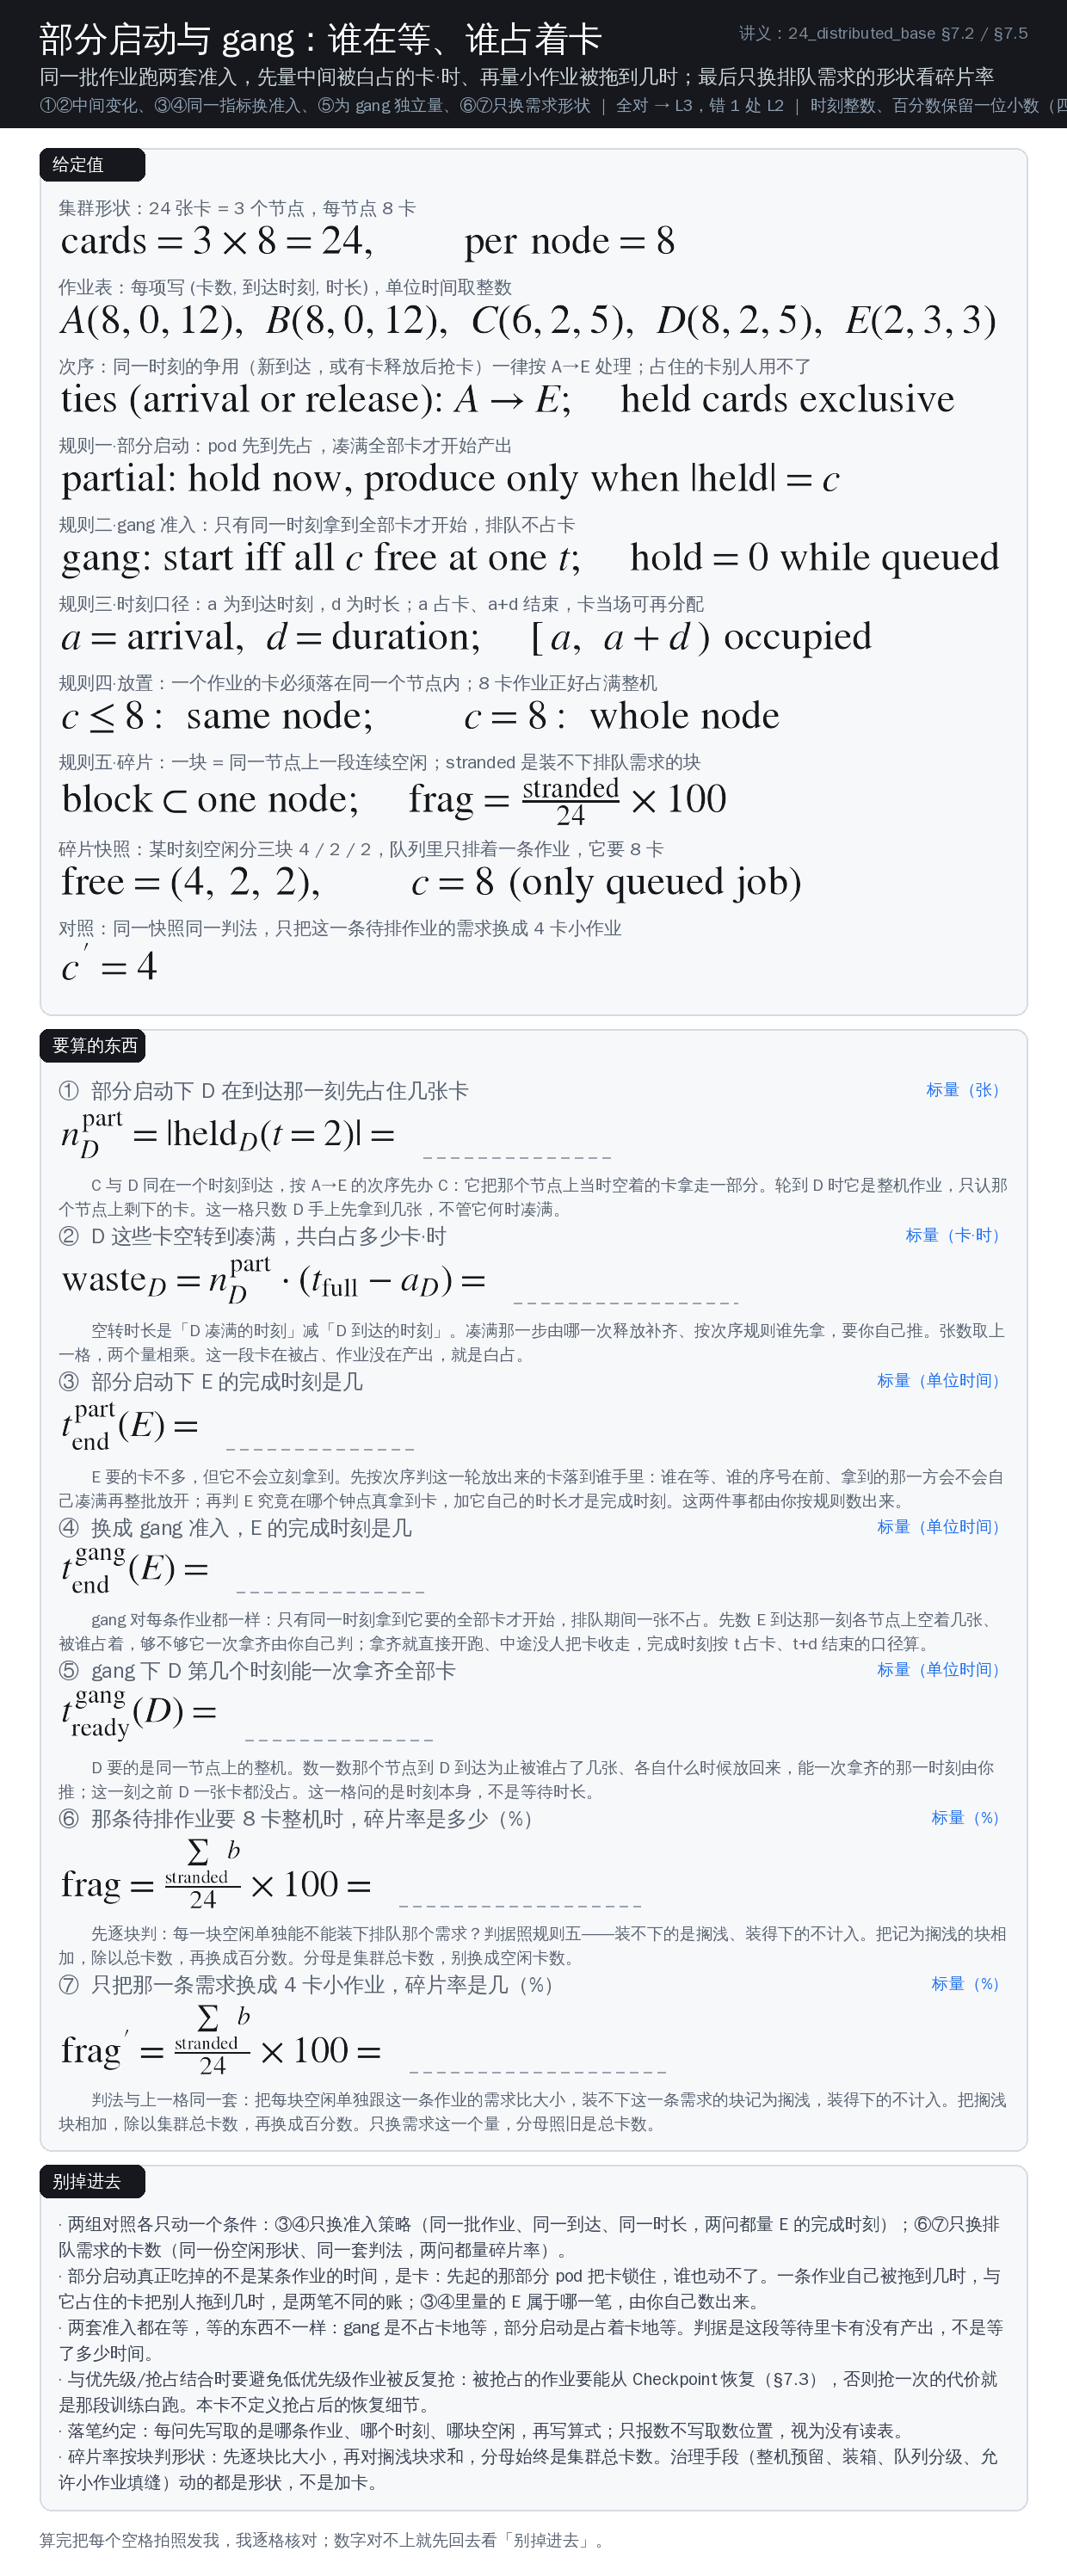 部分启动与 gang：谁在等、谁占着卡
讲义：24_distributed_base §7.2 / §7.5
同一批作业跑两套准入，先量中间被白占的卡·时、再量小作业被拖到几时；最后只换排队需求的形状看碎片率
①②中间变化、③④同一指标换准入、⑤为 gang 独立量、⑥⑦只换需求形状 ｜ 全对 → L3，错 1 处 L2 ｜ 时刻整数、百分数保留一位小数（四
给定值
集群形状：24 张卡 = 3 个节点，每节点 8 卡
cards = 3 × 8 = 24, per node = 8
作业表：每项写 (卡数, 到达时刻, 时长)，单位时间取整数
A(8, 0, 12), B(8, 0, 12), C(6, 2, 5), D(8, 2, 5), E(2, 3, 3)
次序：同一时刻的争用（新到达，或有卡释放后抢卡）一律按 A→E 处理；占住的卡别人用不了
ties (arrival or release): A → E; held cards exclusive
规则一·部分启动：pod 先到先占，凑满全部卡才开始产出
partial: hold now, produce only when |held| = c
规则二·gang 准入：只有同一时刻拿到全部卡才开始，排队不占卡
gang: start iff all c free at one t; hold = 0 while queued
规则三·时刻口径：a 为到达时刻，d 为时长；a 占卡、a+d 结束，卡当场可再分配
a = arrival, d = duration; [ a, a + d ) occupied
规则四·放置：一个作业的卡必须落在同一个节点内；8 卡作业正好占满整机
c ≤ 8 : same node; c = 8 : whole node
规则五·碎片：一块 = 同一节点上一段连续空闲；stranded 是装不下排队需求的块
block ⊂ one node; frag = stranded/24 × 100
碎片快照：某时刻空闲分三块 4 / 2 / 2，队列里只排着一条作业，它要 8 卡
free = (4, 2, 2), c = 8 (only queued job)
对照：同一快照同一判法，只把这一条待排作业的需求换成 4 卡小作业
c′ = 4
要算的东西
① 部分启动下 D 在到达那一刻先占住几张卡 标量（张）
n_D^part = |held_D(t = 2)| =
C 与 D 同在一个时刻到达，按 A→E 的次序先办 C：它把那个节点上当时空着的卡拿走一部分。轮到 D 时它是整机作业，只认那
个节点上剩下的卡。这一格只数 D 手上先拿到几张，不管它何时凑满。
② D 这些卡空转到凑满，共白占多少卡·时 标量（卡·时）
waste_D = n_D^part · (t_full − a_D) =
空转时长是「D 凑满的时刻」减「D 到达的时刻」。凑满那一步由哪一次释放补齐、按次序规则谁先拿，要你自己推。张数取上
一格，两个量相乘。这一段卡在被占、作业没在产出，就是白占。
③ 部分启动下 E 的完成时刻是几 标量（单位时间）
t_end^part(E) =
E 要的卡不多，但它不会立刻拿到。先按次序判这一轮放出来的卡落到谁手里：谁在等、谁的序号在前、拿到的那一方会不会自
己凑满再整批放开；再判 E 究竟在哪个钟点真拿到卡，加它自己的时长才是完成时刻。这两件事都由你按规则数出来。
④ 换成 gang 准入，E 的完成时刻是几 标量（单位时间）
t_end^gang(E) =
gang 对每条作业都一样：只有同一时刻拿到它要的全部卡才开始，排队期间一张不占。先数 E 到达那一刻各节点上空着几张、
被谁占着，够不够它一次拿齐由你自己判；拿齐就直接开跑、中途没人把卡收走，完成时刻按 t 占卡、t+d 结束的口径算。
⑤ gang 下 D 第几个时刻能一次拿齐全部卡 标量（单位时间）
t_ready^gang(D) =
D 要的是同一节点上的整机。数一数那个节点到 D 到达为止被谁占了几张、各自什么时候放回来，能一次拿齐的那一时刻由你
推；这一刻之前 D 一张卡都没占。这一格问的是时刻本身，不是等待时长。
⑥ 那条待排作业要 8 卡整机时，碎片率是多少（%） 标量（%）
frag = ∑_stranded b / 24 × 100 =
先逐块判：每一块空闲单独能不能装下排队那个需求？判据照规则五——装不下的是搁浅、装得下的不计入。把记为搁浅的块相
加，除以总卡数，再换成百分数。分母是集群总卡数，别换成空闲卡数。
⑦ 只把那一条需求换成 4 卡小作业，碎片率是几（%） 标量（%）
frag′ = ∑_stranded b / 24 × 100 =
判法与上一格同一套：把每块空闲单独跟这一条作业的需求比大小，装不下这一条需求的块记为搁浅，装得下的不计入。把搁浅
块相加，除以集群总卡数，再换成百分数。只换需求这一个量，分母照旧是总卡数。
别掉进去
· 两组对照各只动一个条件：③④只换准入策略（同一批作业、同一到达、同一时长，两问都量 E 的完成时刻）；⑥⑦只换排
队需求的卡数（同一份空闲形状、同一套判法，两问都量碎片率）。
· 部分启动真正吃掉的不是某条作业的时间，是卡：先起的那部分 pod 把卡锁住，谁也动不了。一条作业自己被拖到几时，与
它占住的卡把别人拖到几时，是两笔不同的账；③④里量的 E 属于哪一笔，由你自己数出来。
· 两套准入都在等，等的东西不一样：gang 是不占卡地等，部分启动是占着卡地等。判据是这段等待里卡有没有产出，不是等
了多少时间。
· 与优先级/抢占结合时要避免低优先级作业被反复抢：被抢占的作业要能从 Checkpoint 恢复（§7.3），否则抢一次的代价就
是那段训练白跑。本卡不定义抢占后的恢复细节。
· 落笔约定：每问先写取的是哪条作业、哪个时刻、哪块空闲，再写算式；只报数不写取数位置，视为没有读表。
· 碎片率按块判形状：先逐块比大小，再对搁浅块求和，分母始终是集群总卡数。治理手段（整机预留、装箱、队列分级、允
许小作业填缝）动的都是形状，不是加卡。
算完把每个空格拍照发我，我逐格核对；数字对不上就先回去看「别掉进去」。